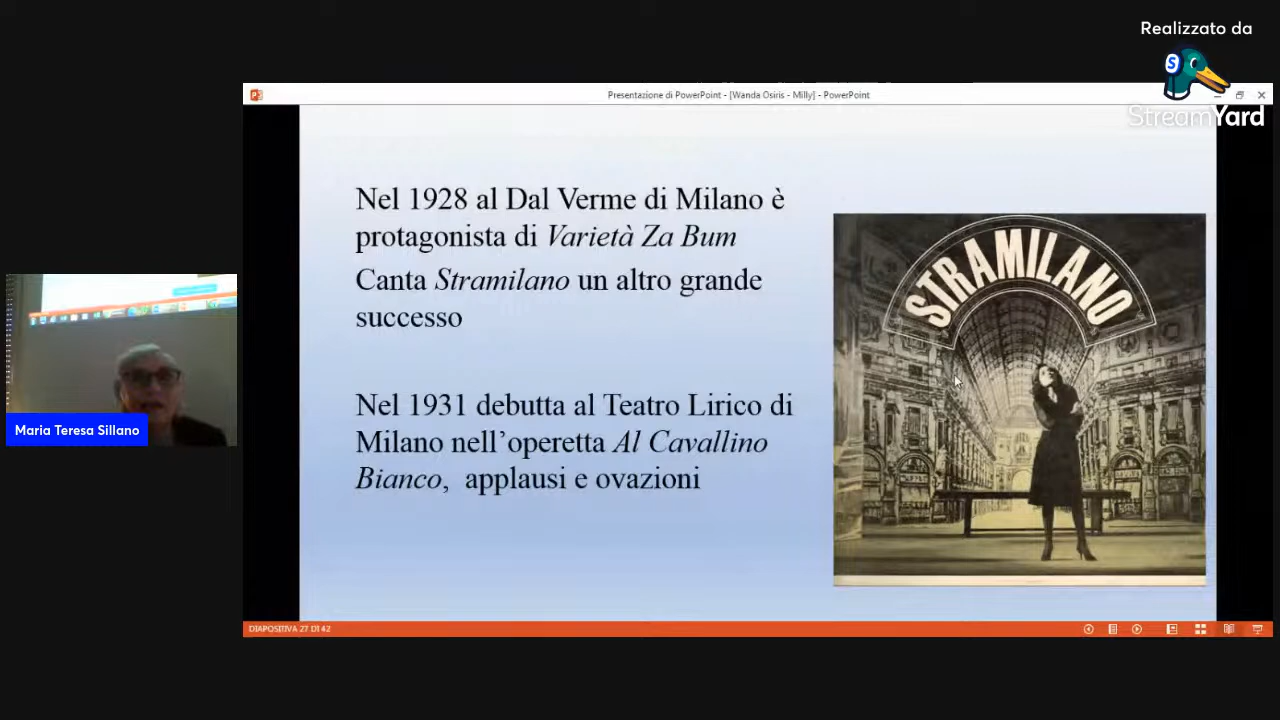 Realizzato da
S
StreamYard
Presentazione di PowerPoint - [Wanda Osiris - Milly] - PowerPoint
Nel 1928 al Dal Verme di Milano è
protagonista di Varietà Za Bum
Canta Stramilano un altro grande
successo
Nel 1931 debutta al Teatro Lirico di
Milano nell’operetta Al Cavallino
Bianco, applausi e ovazioni
STRAMILANO
Maria Teresa Sillano
DIAPOSITIVA 27 DI 42